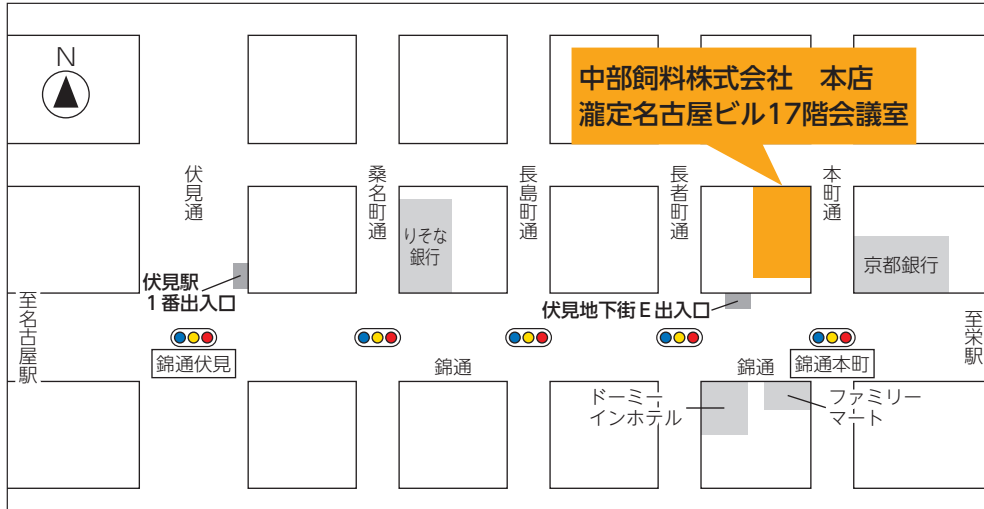 N
中部飼料株式会社　本店
瀧定名古屋ビル17階会議室
伏見通
桑名町通
長島町通
長者町通
本町通
りそな
銀行
京都銀行
伏見駅
１番出入口
伏見地下街E出入口
至名古屋駅
至栄駅
錦通伏見
錦通
錦通
錦通本町
ドーミー
インホテル
ファミリー
マート